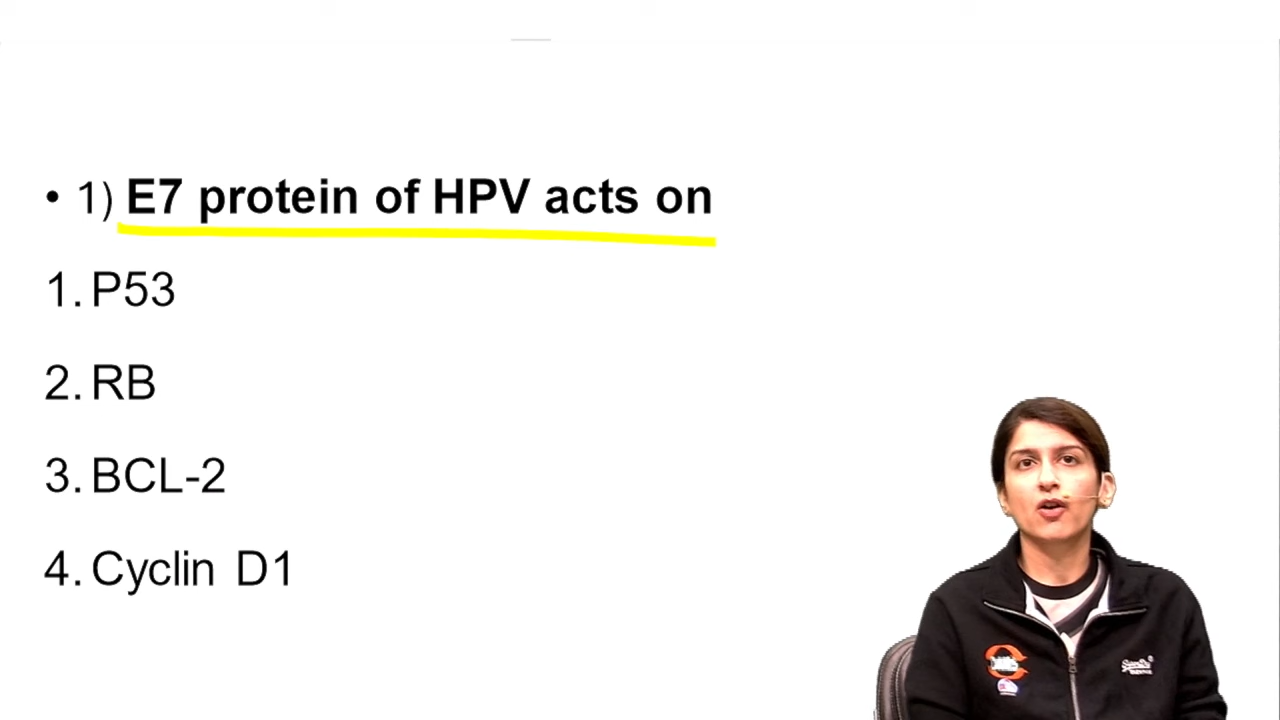 • 1) E7 protein of HPV acts on
1. P53
2. RB
3. BCL-2
4. Cyclin D1